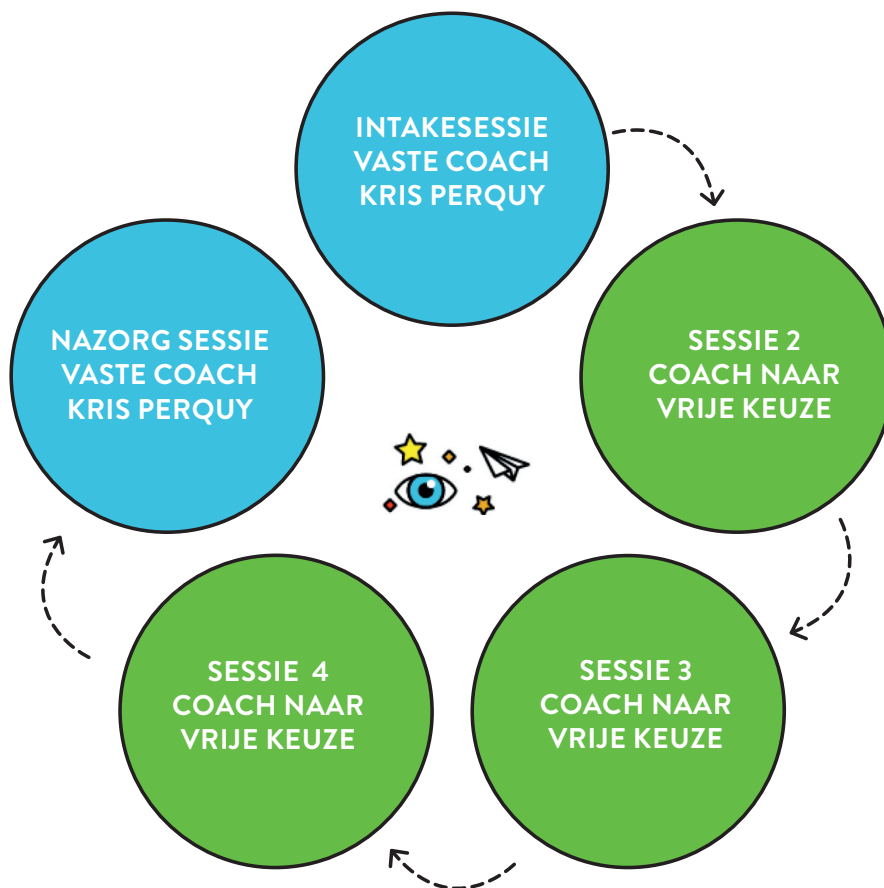 INTAKESESSIE
VASTE COACH
KRIS PERQUY
SESSIE 2
COACH NAAR
VRIJE KEUZE
SESSIE 3
COACH NAAR
VRIJE KEUZE
SESSIE 4
COACH NAAR
VRIJE KEUZE
NAZORG SESSIE
VASTE COACH
KRIS PERQUY